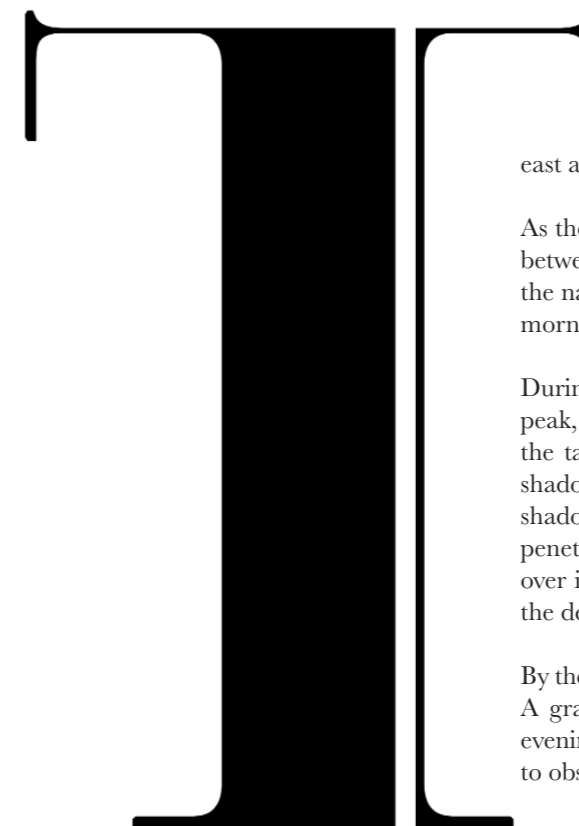 T
east a
As the
betwe
the na
morn
Durin
peak,
the ta
shado
shado
penet
over i
the de
By the
A gra
evenin
to obs